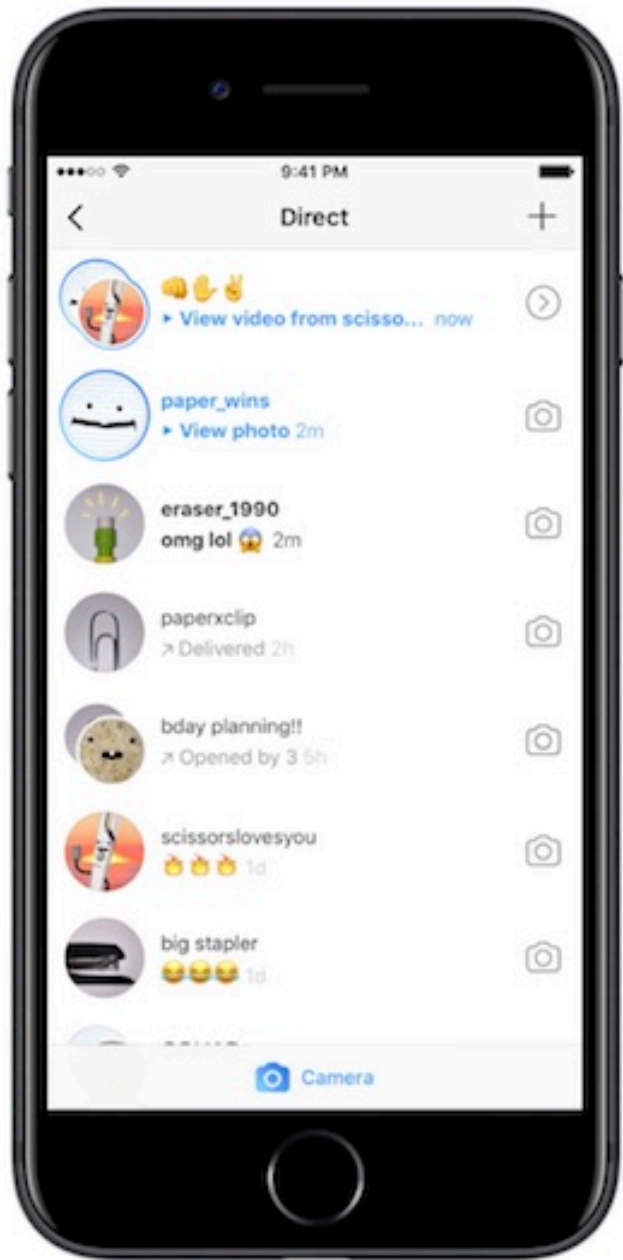 9:41 PM
Direct
👊✋✌️
▸ View video from scisso... now
paper_wins
▸ View photo 2m
eraser_1990
omg lol 😱 2m
paperxclip
↗ Delivered 2h
bday planning!!
↗ Opened by 3 5h
scissorslovesyou
🔥🔥🔥 1d
big stapler
😂😂😂 1d
Camera